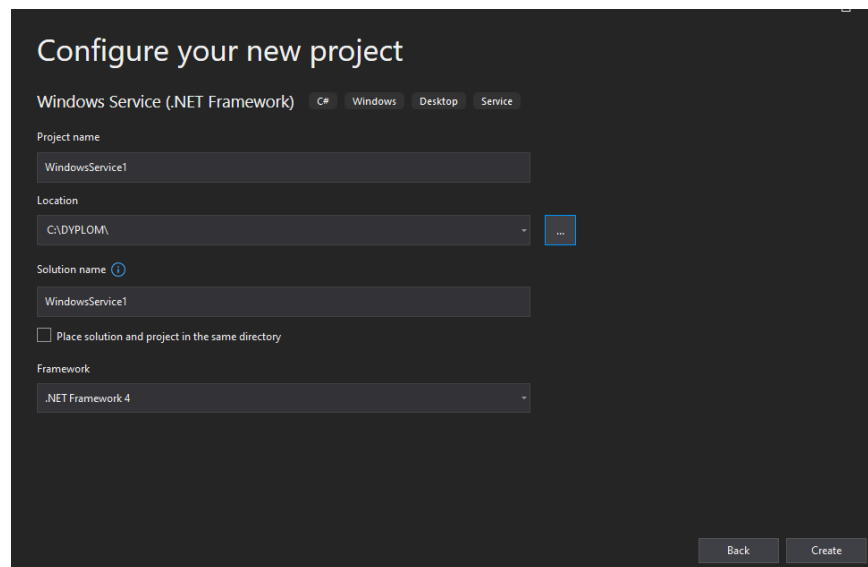 Configure your new project
Windows Service (.NET Framework) C# Windows Desktop Service
Project name
WindowsService1
Location
C:\DYPLOM\
...
Solution name
WindowsService1
Place solution and project in the same directory
Framework
.NET Framework 4
Back Create